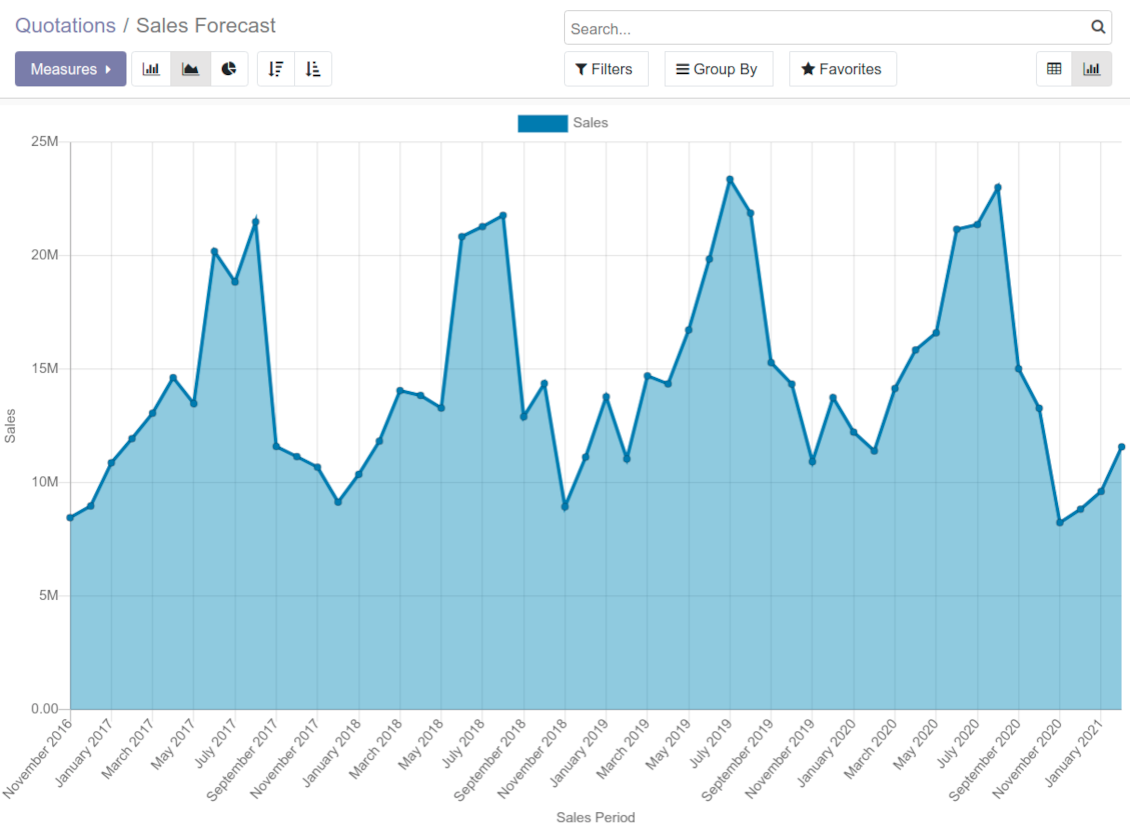 Quotations / Sales Forecast
Search...
Measures
Filters
Group By
Favorites
Sales
25M
20M
15M
10M
5M
0.00
Sales
November 2016
January 2017
March 2017
May 2017
July 2017
September 2017
November 2017
January 2018
March 2018
May 2018
July 2018
September 2018
November 2018
January 2019
March 2019
May 2019
July 2019
September 2019
November 2019
January 2020
March 2020
May 2020
July 2020
September 2020
November 2020
January 2021
Sales Period